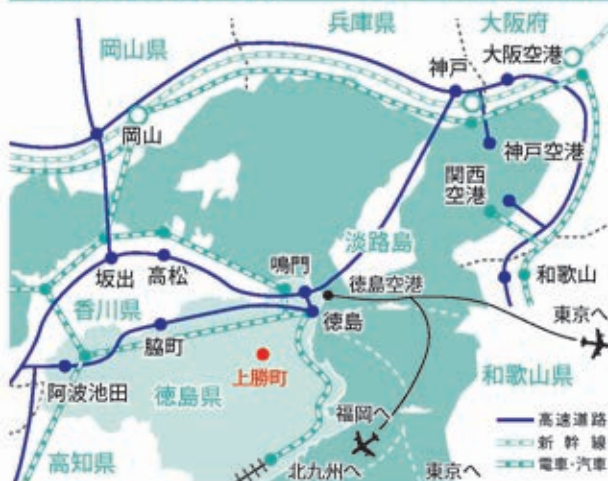 兵庫県
大阪府
岡山県
大阪空港
神戸
岡山
神戸空港
関西
空港
淡路島
坂出
高松
鳴門
徳島空港
和歌山
香川県
徳島
東京へ
脇町
上勝町
阿波池田
徳島県
和歌山県
福岡へ
高速道路
新幹線
高知県
北九州へ
東京へ
電車・汽車